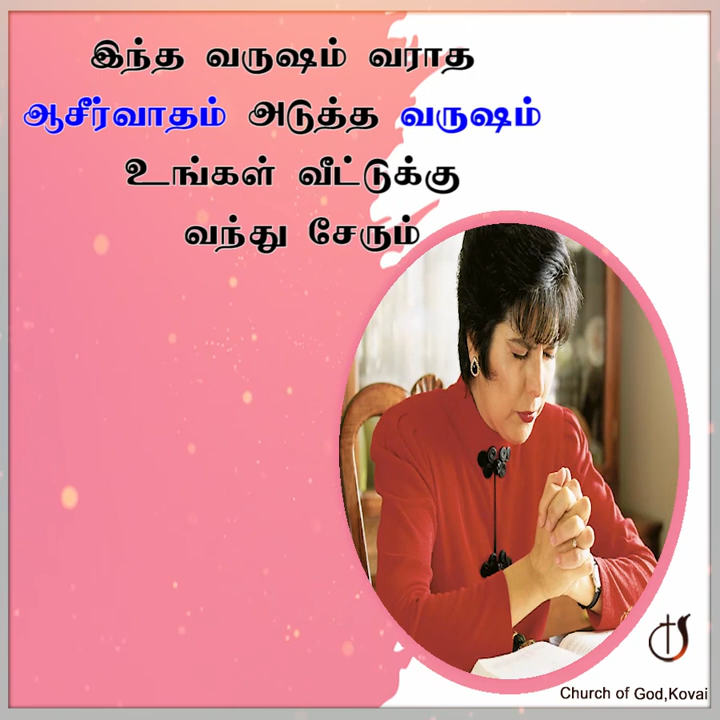 இந்த வருஷம் வராத
ஆசீர்வாதம் அடுத்த வருஷம்
உங்கள் வீட்டுக்கு
வந்து சேரும்
Church of God,Kovai